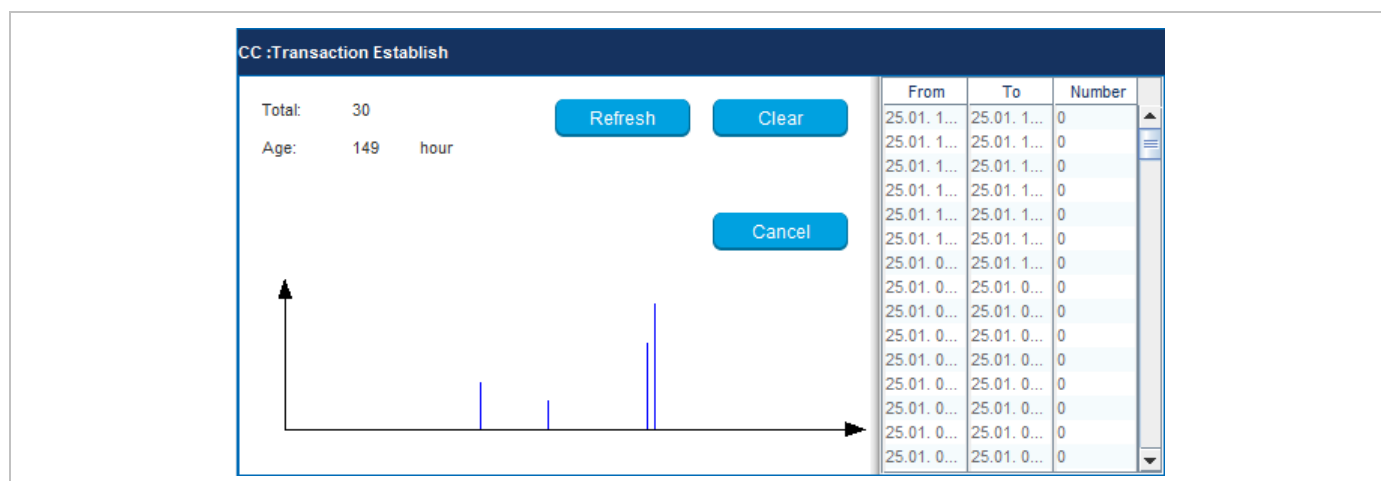 CC :Transaction Establish
Total: 30
Age: 149 hour
Refresh Clear
Cancel
From To Number
25.01. 1... 25.01. 1... 0
25.01. 1... 25.01. 1... 0
25.01. 1... 25.01. 1... 0
25.01. 1... 25.01. 1... 0
25.01. 1... 25.01. 1... 0
25.01. 1... 25.01. 1... 0
25.01. 0... 25.01. 1... 0
25.01. 0... 25.01. 0... 0
25.01. 0... 25.01. 0... 0
25.01. 0... 25.01. 0... 0
25.01. 0... 25.01. 0... 0
25.01. 0... 25.01. 0... 0
25.01. 0... 25.01. 0... 0
25.01. 0... 25.01. 0... 0
25.01. 0... 25.01. 0... 0